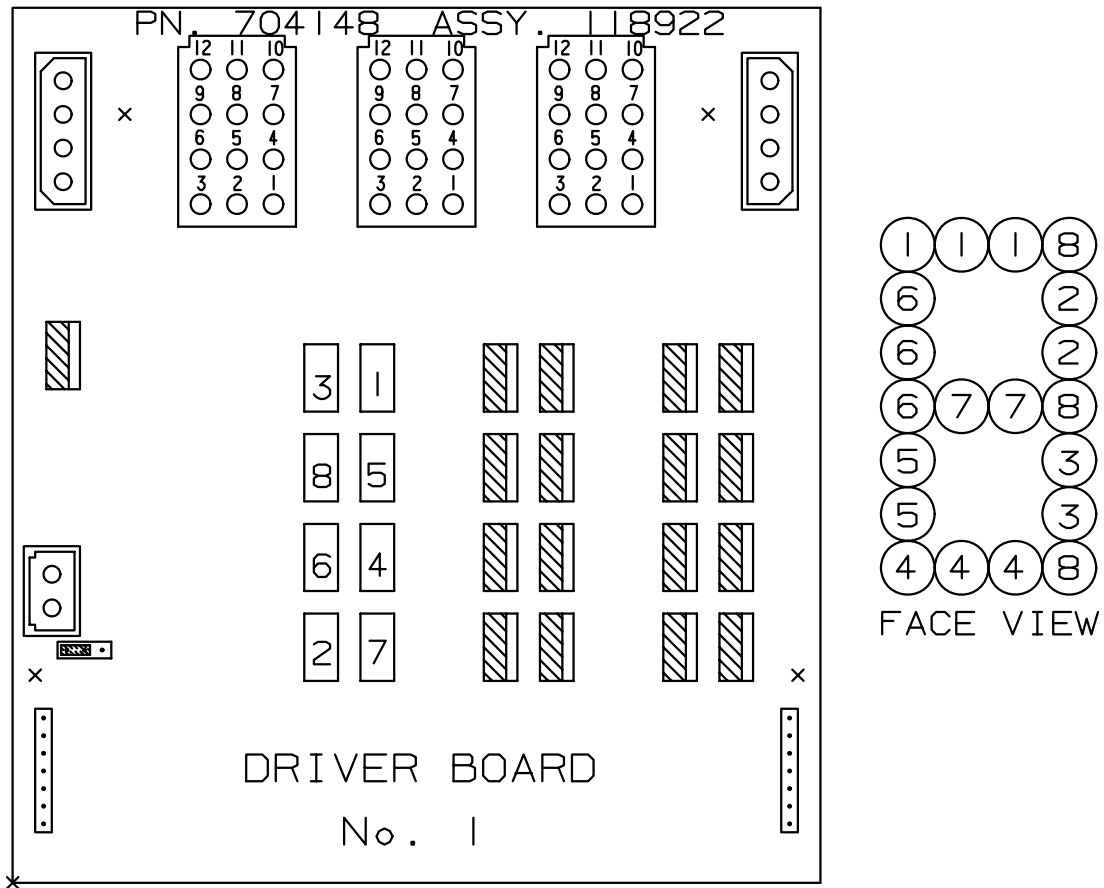 PN. 704148 ASSY. 118922
12 11 10 12 11 10 12 11 10
9 8 7 9 8 7 9 8 7
6 5 4 6 5 4 6 5 4
3 2 1 3 2 1 3 2 1
3 1
8 5
6 4
2 7
DRIVER BOARD
No. 1
1 1 1 8
6 2
6 2
6 7 7 8
5 3
5 3
4 4 4 8
FACE VIEW